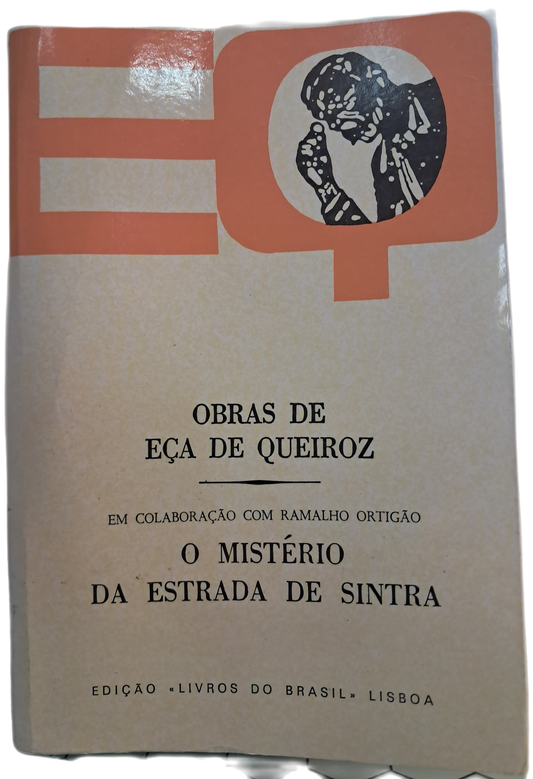 EQ
OBRAS DE
EÇA DE QUEIROZ
EM COLABORAÇÃO COM RAMALHO ORTIGÃO
O MISTÉRIO
DA ESTRADA DE SINTRA
EDIÇÃO «LIVROS DO BRASIL» LISBOA